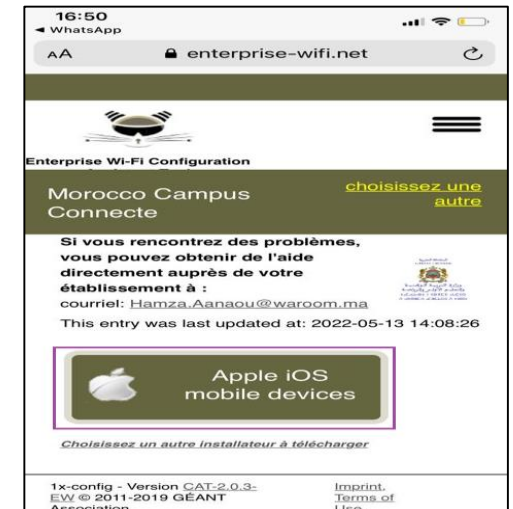 16:50
◄ WhatsApp
AA enterprise-wifi.net
Enterprise Wi-Fi Configuration
Morocco Campus
Connecte
choisissez une
autre
Si vous rencontrez des problèmes,
vous pouvez obtenir de l'aide
directement auprès de votre
établissement à :
courriel: Hamza.Aanaou@waroom.ma
This entry was last updated at: 2022-05-13 14:08:26
Apple iOS
mobile devices
Choisissez un autre installateur à télécharger
1x-config - Version CAT-2.0.3-
EW © 2011-2019 GÉANT
Association
Imprint,
Terms of
Use